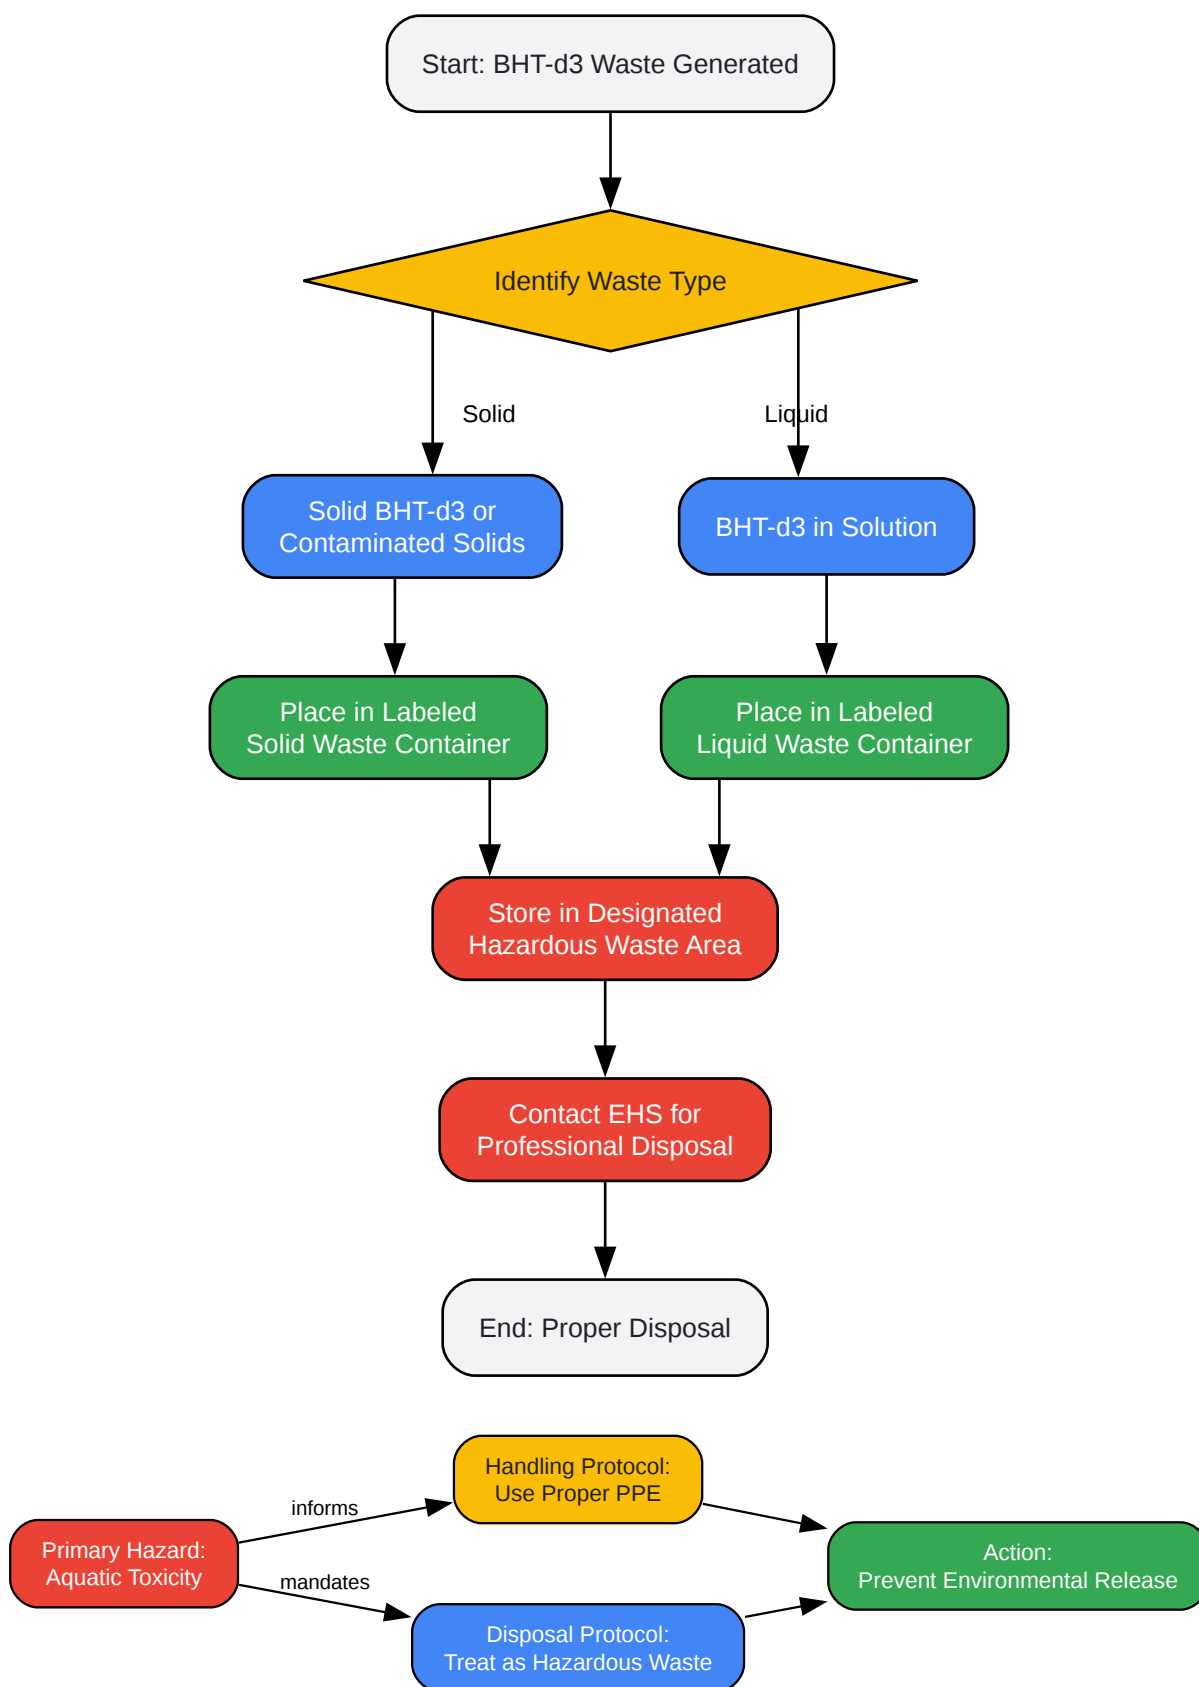 Start: BHT-d3 Waste Generated
Identify Waste Type
Solid
Liquid
Solid BHT-d3 or
Contaminated Solids
BHT-d3 in Solution
Place in Labeled
Solid Waste Container
Place in Labeled
Liquid Waste Container
Store in Designated
Hazardous Waste Area
Contact EHS for
Professional Disposal
End: Proper Disposal
Primary Hazard:
Aquatic Toxicity
informs
mandates
Handling Protocol:
Use Proper PPE
Disposal Protocol:
Treat as Hazardous Waste
Action:
Prevent Environmental Release